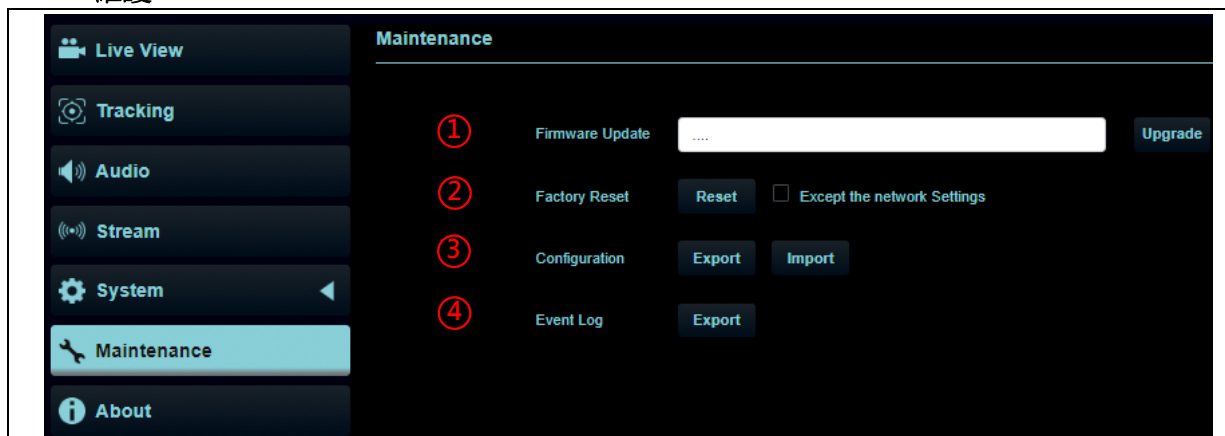 Live View
Tracking
Audio
Stream
System
Maintenance
About
Maintenance
① Firmware Update .... Upgrade
② Factory Reset Reset Except the network Settings
③ Configuration Export Import
④ Event Log Export